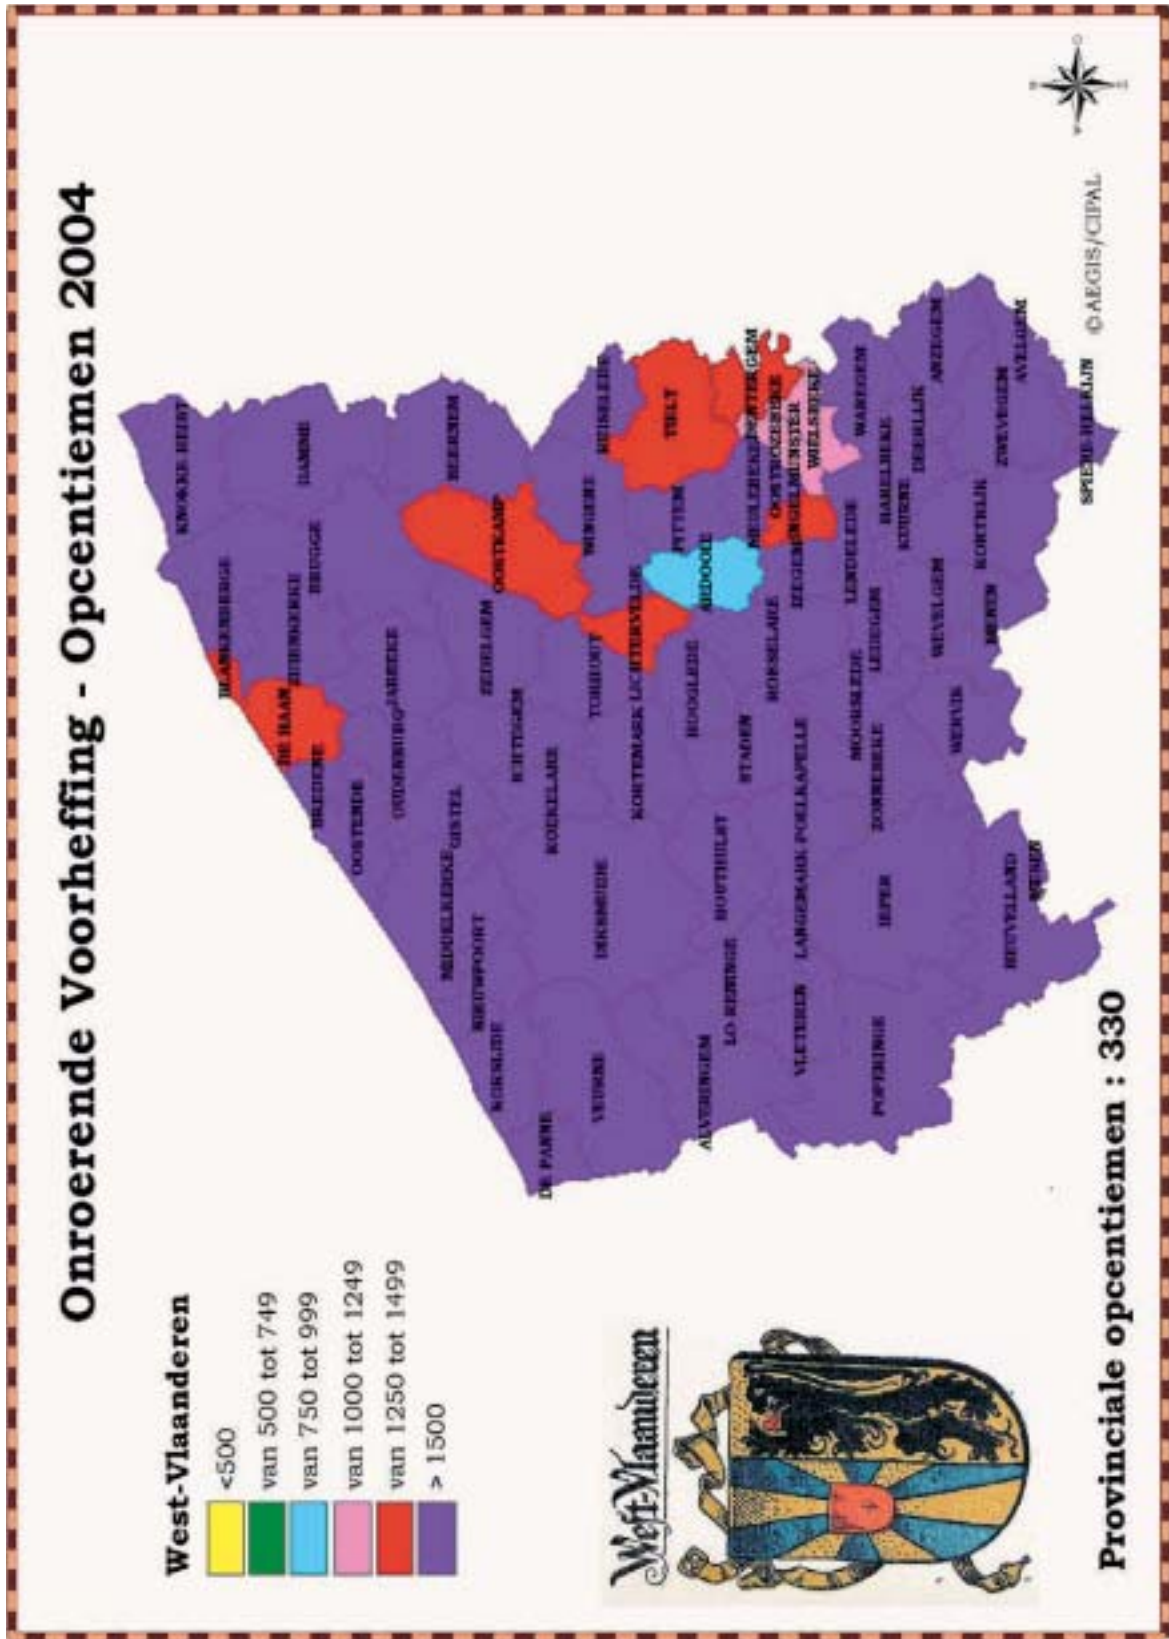 Onroerende Voorheffing - Opcentiemen 2004
West-Vlaanderen
<500
van 500 tot 749
van 750 tot 999
van 1000 tot 1249
van 1250 tot 1499
> 1500
West-Vlaanderen
Provinciale opcentiemen : 330
KNOKKE-HEIST
BLANKENBERGE
DE HAAN
ZUIENKERKE
DAMME
BREDENE
BRUGGE
OOSTENDE
OUDENBURG
JABBEKE
MIDDELKERKE
GISTEL
BEERNEM
NIEUWPOORT
ZEDELGEM
KOKSIJDE
ICHTEGEM
OOSTKAMP
DE PANNE
KOEKELARE
VEURNE
DIKSMUIDE
TORHOUT
WINGENE
RUISELEDE
KORTEMARK
LICHTERVELDE
ALVERINGEM
HOOGLEDE
PITTEM
TIELT
LO-RENINGE
HOUTHULST
ARDOOIE
STADEN
MEULEBEKE
DENTERGEM
VLETEREN
LANGEMARK-POELKAPELLE
ROESELARE
IZEGEM
OOSTROZEBEKE
INGELMUNSTER
WIELSBEKE
MOORSLEDE
LENDELEDE
WAREGEM
POPERINGE
IEPER
ZONNEBEKE
LEDEGEM
HARELBEKE
KUURNE
DEERLIJK
WERVIK
WEVELGEM
ANZEGEM
HEUVELLAND
MENEN
KORTRIJK
ZWEVEGEM
AVELGEM
MESEN
SPIERE-HELKIJN
© AEGIS/CIPAL